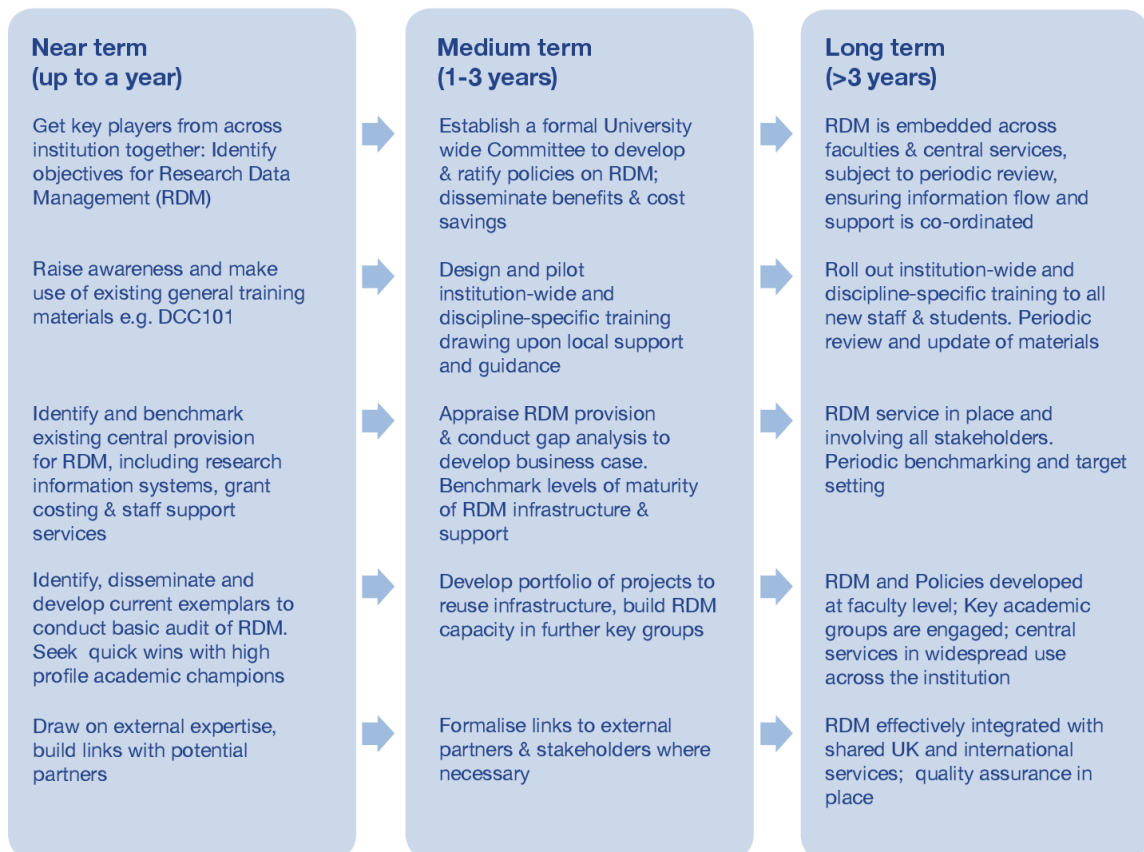 Near term
(up to a year)
Get key players from across
institution together: Identify
objectives for Research Data
Management (RDM)
Raise awareness and make
use of existing general training
materials e.g. DCC101
Identify and benchmark
existing central provision
for RDM, including research
information systems, grant
costing & staff support
services
Identify, disseminate and
develop current exemplars to
conduct basic audit of RDM.
Seek  quick wins with high
profile academic champions
Draw on external expertise,
build links with potential
partners
Medium term
(1-3 years)
Establish a formal University
wide Committee to develop
& ratify policies on RDM;
disseminate benefits & cost
savings
Design and pilot
institution-wide and
discipline-specific training
drawing upon local support
and guidance
Appraise RDM provision
& conduct gap analysis to
develop business case.
Benchmark levels of maturity
of RDM infrastructure &
support
Develop portfolio of projects to
reuse infrastructure, build RDM
capacity in further key groups
Formalise links to external
partners & stakeholders where
necessary
Long term
(>3 years)
RDM is embedded across
faculties & central services,
subject to periodic review,
ensuring information flow and
support is co-ordinated
Roll out institution-wide and
discipline-specific training to all
new staff & students. Periodic
review and update of materials
RDM service in place and
involving all stakeholders.
Periodic benchmarking and target
setting
RDM and Policies developed
at faculty level; Key academic
groups are engaged; central
services in widespread use
across the institution
RDM effectively integrated with
shared UK and international
services;  quality assurance in
place